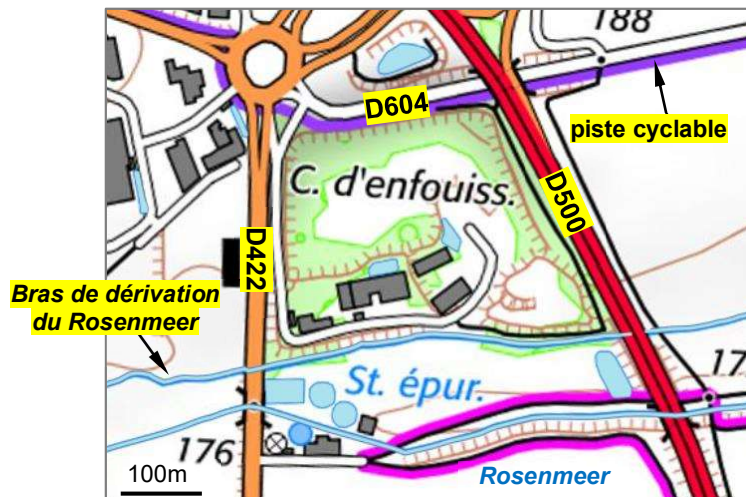 188
D604
piste cyclable
C. d'enfouiss.
D500
D422
Bras de dérivation
du Rosenmeer
St. épur.
17
176
100m
Rosenmeer